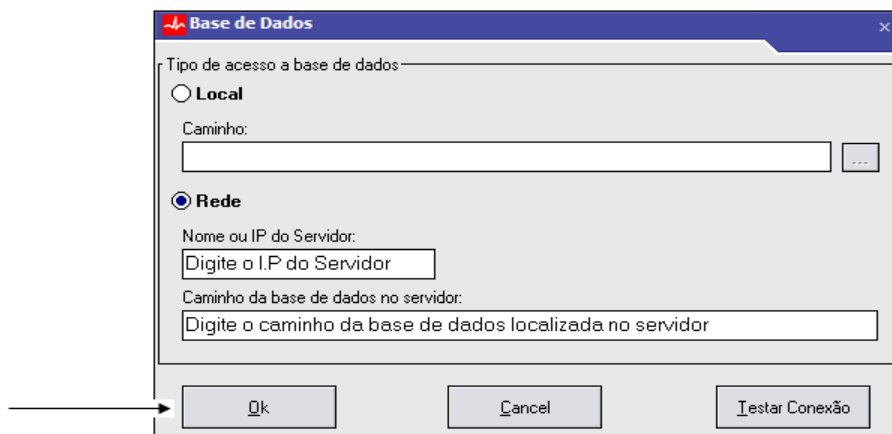 Base de Dados
x
Tipo de acesso a base de dados
Local
Caminho:
...
Rede
Nome ou IP do Servidor:
Digite o I.P do Servidor
Caminho da base de dados no servidor:
Digite o caminho da base de dados localizada no servidor
Ok Cancel Testar Conexão